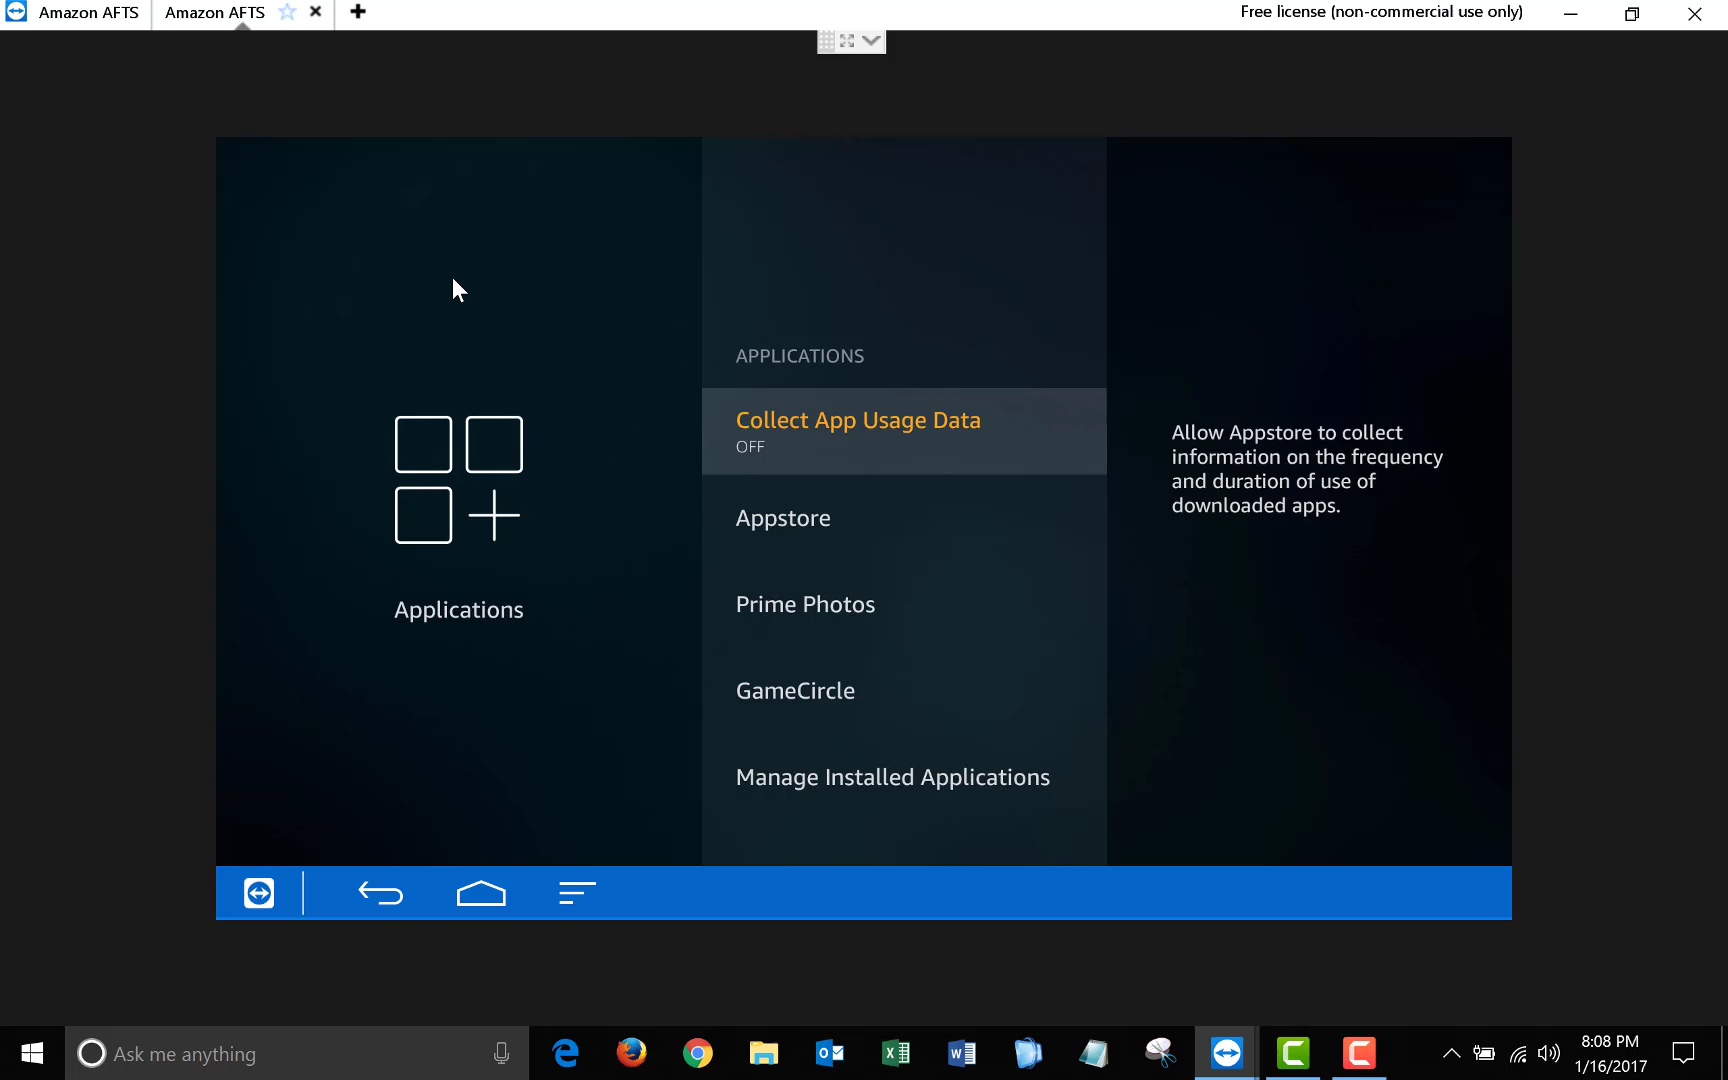 Amazon AFTS
Amazon AFTS
Free license (non-commercial use only)
APPLICATIONS
Collect App Usage Data
OFF
Appstore
Prime Photos
GameCircle
Manage Installed Applications
Applications
Allow Appstore to collect
information on the frequency
and duration of use of
downloaded apps.
Ask me anything
8:08 PM
1/16/2017